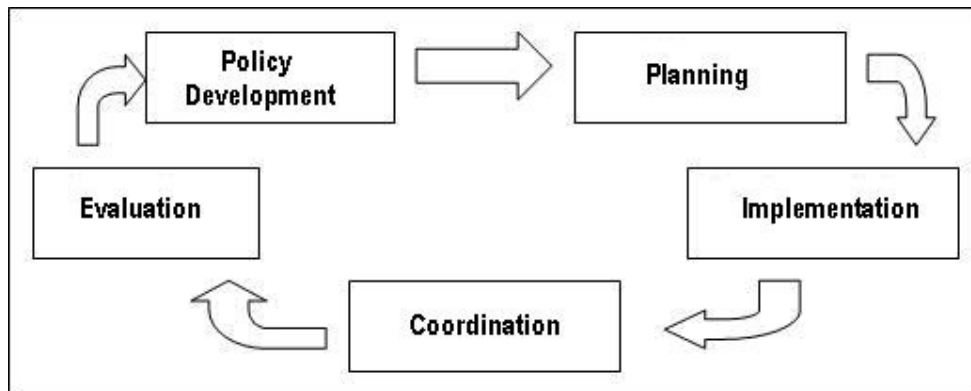 Policy
Development
Planning
Evaluation
Implementation
Coordination